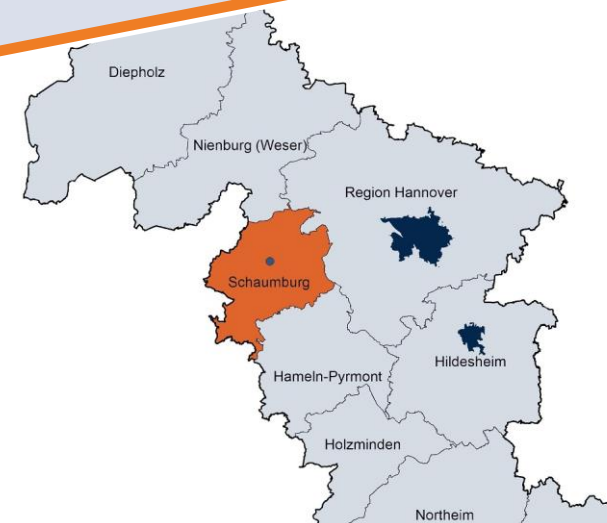 Diepholz
Nienburg (Weser)
Region Hannover
Schaumburg
Hildesheim
Hameln-Pyrmont
Holzminden
Northeim